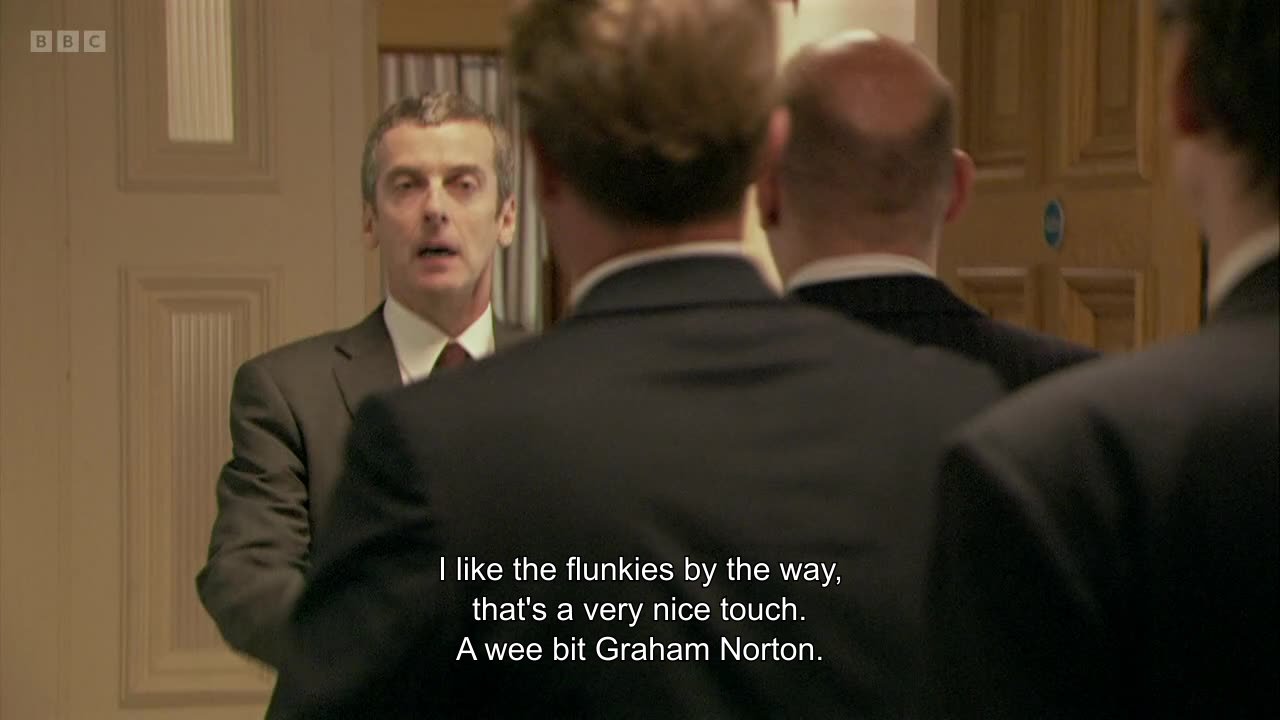 BBC
I like the flunkies by the way,
that's a very nice touch.
A wee bit Graham Norton.